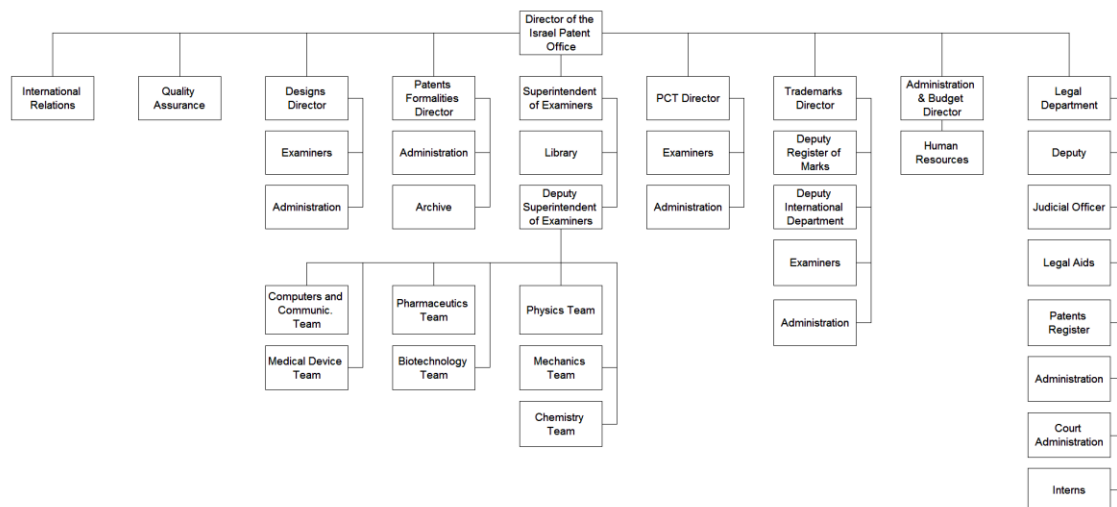 Director of the
Israel Patent
Office
International
Relations
Quality
Assurance
Designs
Director
Patents
Formalities
Director
Superintendent
of Examiners
PCT Director
Trademarks
Director
Administration
& Budget
Director
Legal
Department
Examiners
Administration
Library
Examiners
Deputy
Register of
Marks
Human
Resources
Deputy
Administration
Archive
Deputy
Superintendent
of Examiners
Administration
Deputy
International
Department
Judicial Officer
Computers and
Communic.
Team
Pharmaceutics
Team
Physics Team
Examiners
Legal Aids
Medical Device
Team
Biotechnology
Team
Mechanics
Team
Administration
Patents
Register
Chemistry
Team
Administration
Court
Administration
Interns